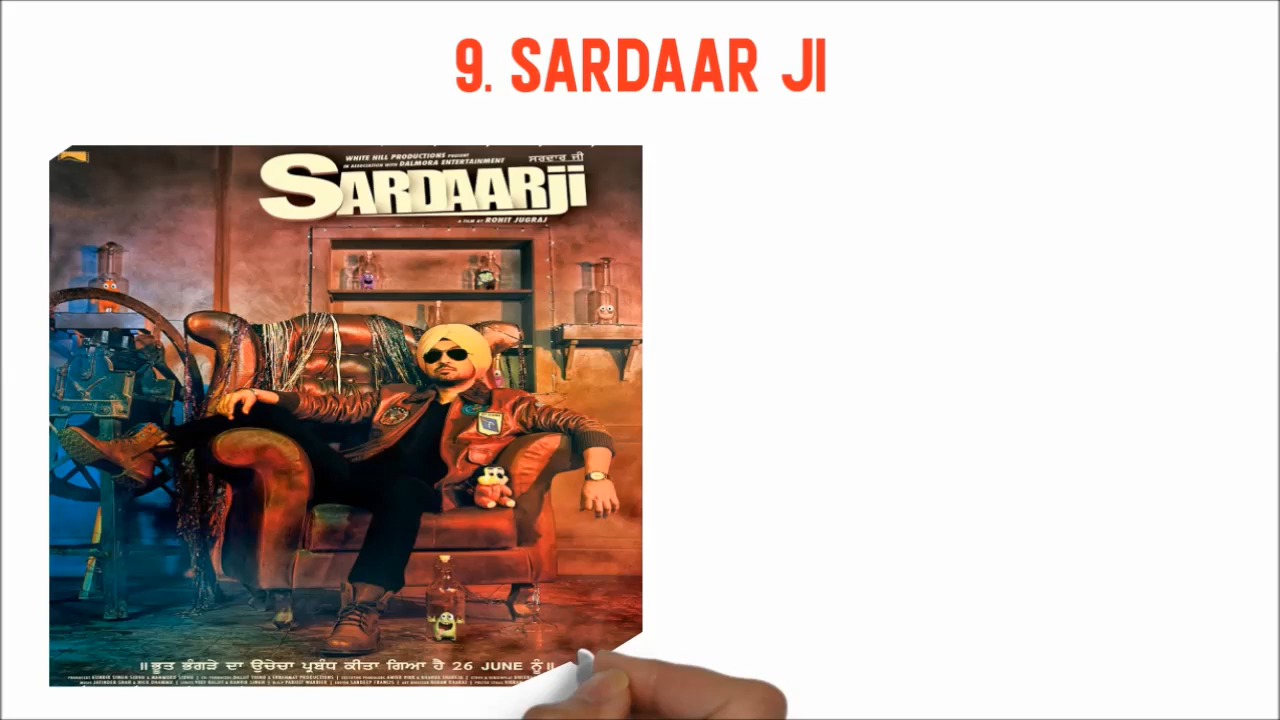 9. SARDAAR JI
WHITE HILL PRODUCTIONS PRESENT
IN ASSOCIATION WITH DALMORA ENTERTAINMENT
ਸਰਦਾਰ ਜੀ
SARDAARJi
A FILM BY ROHIT JUGRAJ
॥ਭੂਤ ਭੰਗੜੇ ਦਾ ਉਚੇਚਾ ਪ੍ਰਬੰਧ ਕੀਤਾ ਗਿਆ ਹੈ 26 JUNE ਨੂੰ॥